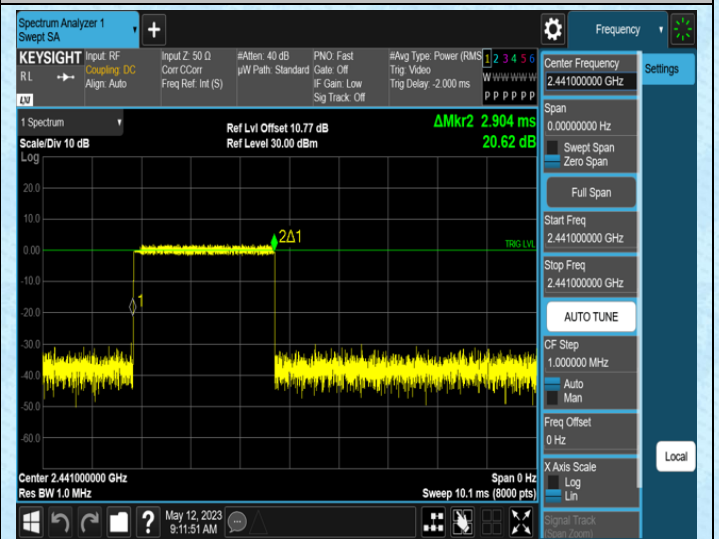 Spectrum Analyzer 1
Swept SA
Frequency
KEYSIGHT
RL
LXI
Input: RF
Coupling: DC
Align: Auto
Input Z: 50 Ω
Corr CCorr
Freq Ref: Int (S)
#Atten: 40 dB
µW Path: Standard
PNO: Fast
Gate: Off
IF Gain: Low
Sig Track: Off
#Avg Type: Power (RMS
Trig: Video
Trig Delay: -2.000 ms
1 2 3 4 5 6
W W W W W W
P P P P P P
1 Spectrum
Scale/Div 10 dB
Log
Ref Lvl Offset 10.77 dB
Ref Level 30.00 dBm
ΔMkr2 2.904 ms
20.62 dB
20.0
10.0
0.00
-10.0
-20.0
-30.0
-40.0
-50.0
-60.0
2Δ1
1
TRIG LVL
Center 2.441000000 GHz
Res BW 1.0 MHz
Span 0 Hz
Sweep 10.1 ms (8000 pts)
?
May 12, 2023
9:11:51 AM
Center Frequency
2.441000000 GHz
Span
0.00000000 Hz
Swept Span
Zero Span
Full Span
Start Freq
2.441000000 GHz
Stop Freq
2.441000000 GHz
AUTO TUNE
CF Step
1.000000 MHz
Auto
Man
Freq Offset
0 Hz
X Axis Scale
Log
Lin
Signal Track
(Span Zoom)
Settings
Local